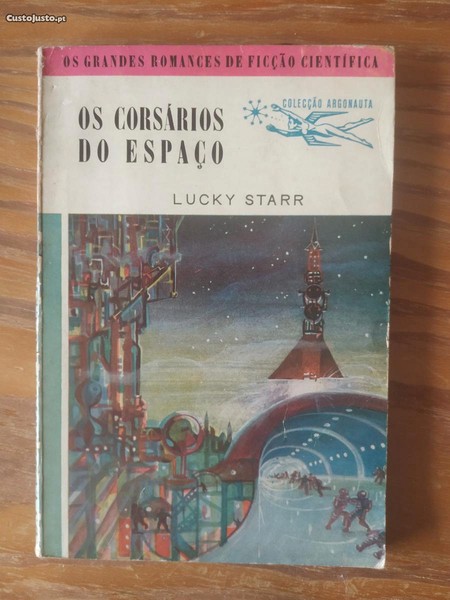 CustoJusto.pt
OS GRANDES ROMANCES DE FICÇÃO CIENTÍFICA
COLECÇÃO ARGONAUTA
OS CORSÁRIOS
DO ESPAÇO
LUCKY STARR